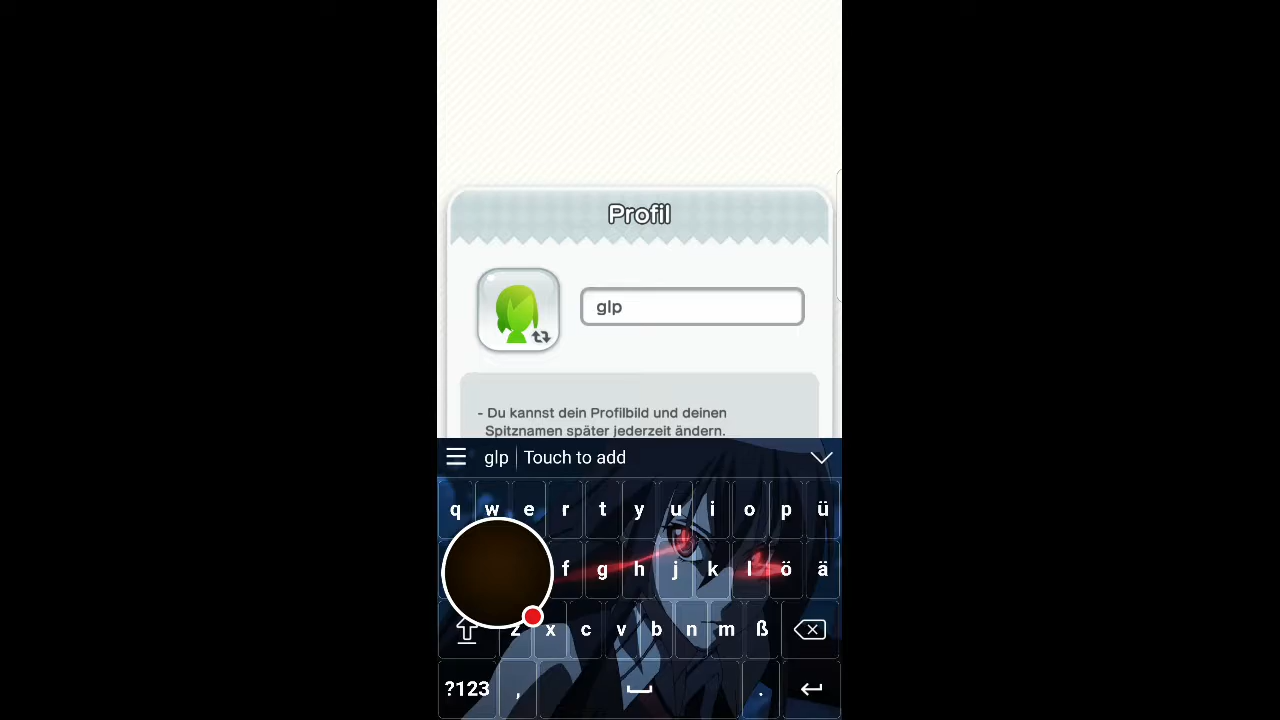 Profil
glp
- Du kannst dein Profilbild und deinen
Spitznamen später jederzeit ändern.
glp Touch to add
q w e r t y u i o p ü
f g h j k l ö ä
z x c v b n m ß
?123 , .